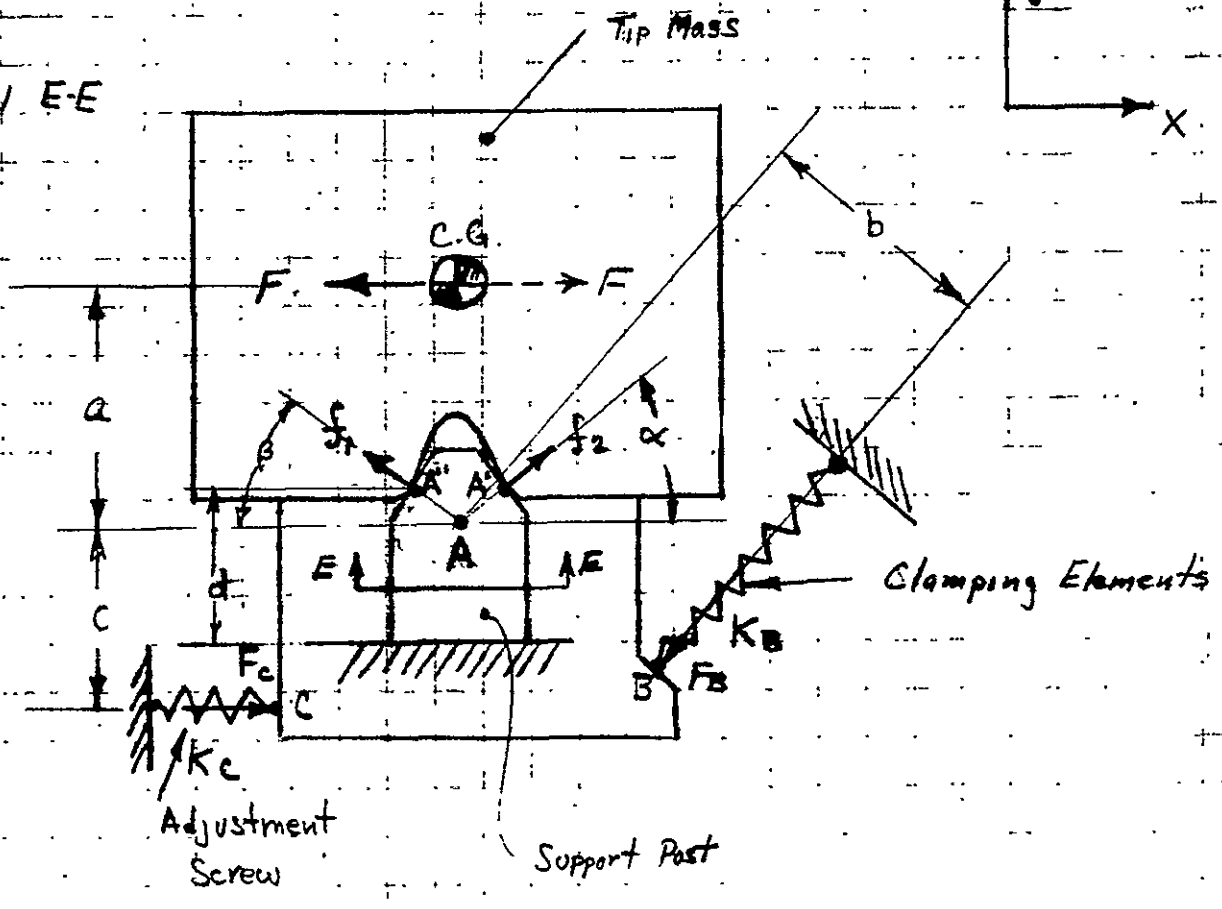 Tip Mass
E-E
X
b
C.G.
F.
F
a
β
f1
f2
α
A"
A'
A
E
E
d
c
Clamping Elements
KB
FB
B
Fc
C
Kc
Adjustment
Screw
Support Post